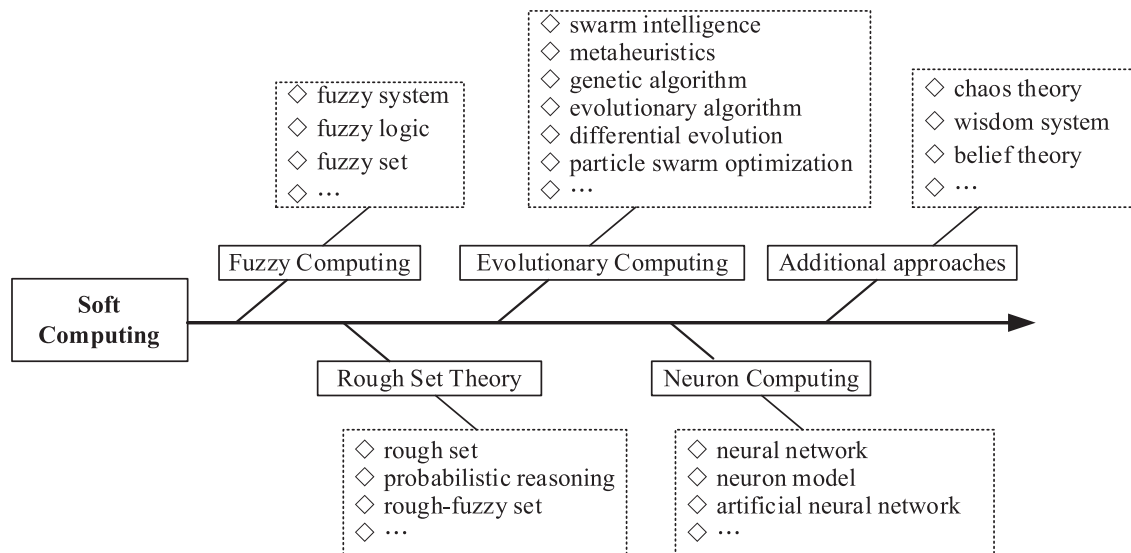 ◇ swarm intelligence
◇ metaheuristics
◇ genetic algorithm
◇ evolutionary algorithm
◇ differential evolution
◇ particle swarm optimization
◇ ...
◇ fuzzy system
◇ fuzzy logic
◇ fuzzy set
◇ ...
◇ chaos theory
◇ wisdom system
◇ belief theory
◇ ...
Fuzzy Computing
Evolutionary Computing
Additional approaches
Soft
Computing
Rough Set Theory
Neuron Computing
◇ rough set
◇ probabilistic reasoning
◇ rough-fuzzy set
◇ ...
◇ neural network
◇ neuron model
◇ artificial neural network
◇ ...